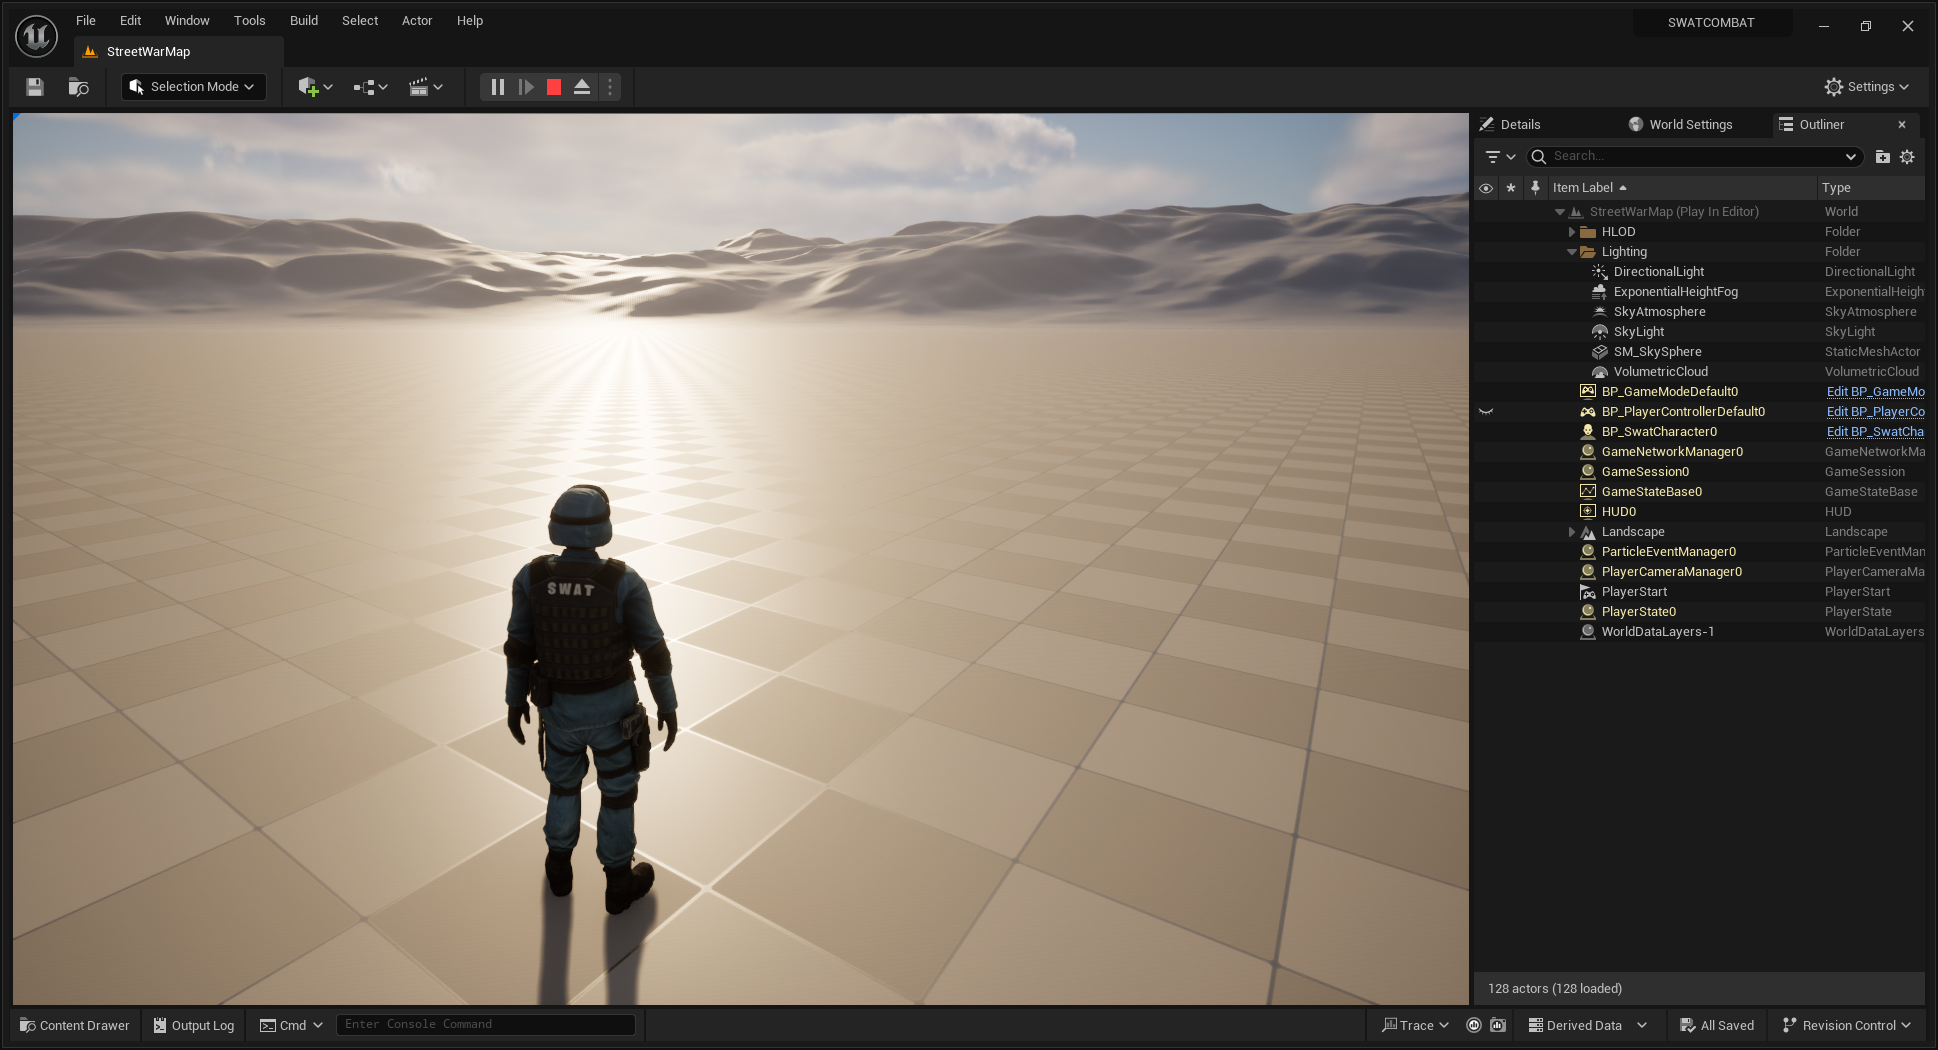 File Edit Window Tools Build Select Actor Help
SWATCOMBAT
StreetWarMap
Selection Mode
Settings
Details World Settings Outliner
Search...
Item Label Type
StreetWarMap (Play In Editor) World
HLOD Folder
Lighting Folder
DirectionalLight DirectionalLight
ExponentialHeightFog ExponentialHeigh
SkyAtmosphere SkyAtmosphere
SkyLight SkyLight
SM_SkySphere StaticMeshActor
VolumetricCloud VolumetricCloud
BP_GameModeDefault0 Edit BP_GameMo
BP_PlayerControllerDefault0 Edit BP_PlayerCo
BP_SwatCharacter0 Edit BP_SwatCha
GameNetworkManager0 GameNetworkMa
GameSession0 GameSession
GameStateBase0 GameStateBase
HUD0 HUD
Landscape Landscape
ParticleEventManager0 ParticleEventMan
PlayerCameraManager0 PlayerCameraMa
PlayerStart PlayerStart
PlayerState0 PlayerState
WorldDataLayers-1 WorldDataLayers
SWAT
128 actors (128 loaded)
Content Drawer Output Log Cmd Enter Console Command Trace Derived Data All Saved Revision Control